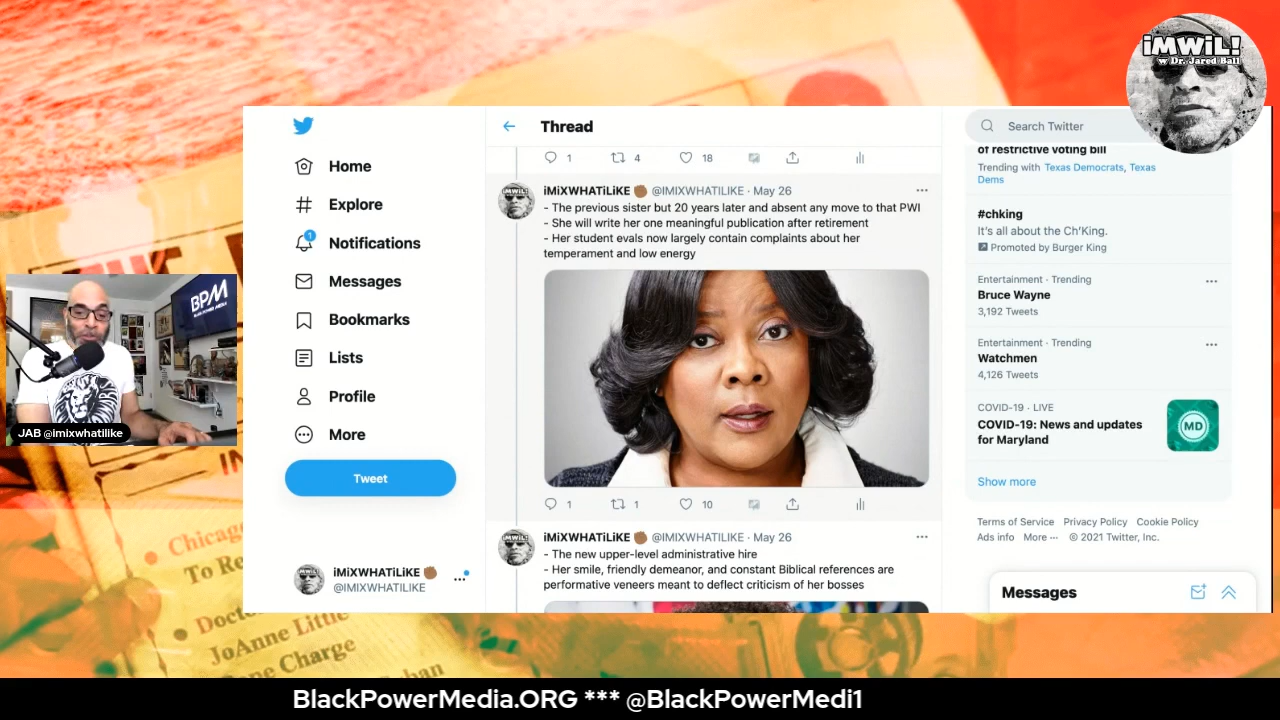 iMWiL!
w Dr. Jared Ball
Home
Explore
1
Notifications
Messages
Bookmarks
Lists
Profile
More
Tweet
iMiXWHATiLiKE
@IMIXWHATILIKE
Thread
1 4 18
iMiXWHATiLiKE @IMIXWHATILIKE · May 26
- The previous sister but 20 years later and absent any move to that PWI
- She will write her one meaningful publication after retirement
- Her student evals now largely contain complaints about her
temperament and low energy
1 1 10
iMiXWHATiLiKE @IMIXWHATILIKE · May 26
- The new upper-level administrative hire
- Her smile, friendly demeanor, and constant Biblical references are
performative veneers meant to deflect criticism of her bosses
Search Twitter
of restrictive voting bill
Trending with Texas Democrats, Texas
Dems
#chking
It's all about the Ch'King.
Promoted by Burger King
Entertainment · Trending
Bruce Wayne
3,192 Tweets
Entertainment · Trending
Watchmen
4,126 Tweets
COVID-19 · LIVE
COVID-19: News and updates
for Maryland
MD
Show more
Terms of Service Privacy Policy Cookie Policy
Ads info More ··· © 2021 Twitter, Inc.
Messages
BPM
JAB @imixwhatilike
Chicag
To Re
Doct
JoAnne Little
Charge
BlackPowerMedia.ORG *** @BlackPowerMedi1